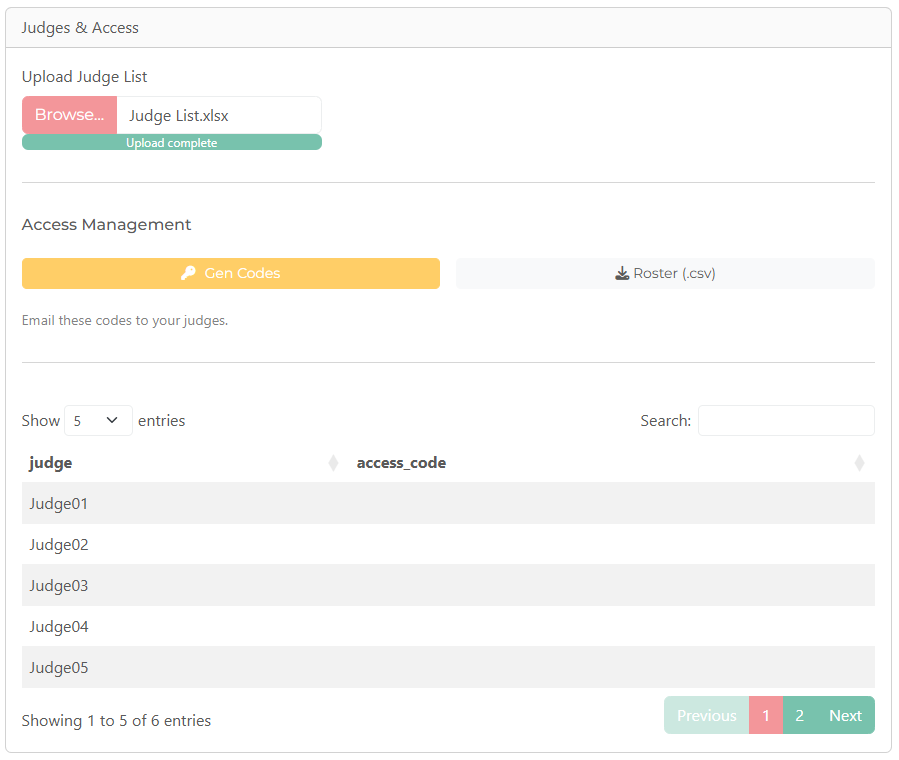 Judges & Access
Upload Judge List
Browse... Judge List.xlsx
Upload complete
Access Management
Gen Codes Roster (.csv)
Email these codes to your judges.
Show 5 entries Search:
judge access_code
Judge01
Judge02
Judge03
Judge04
Judge05
Showing 1 to 5 of 6 entries Previous 1 2 Next